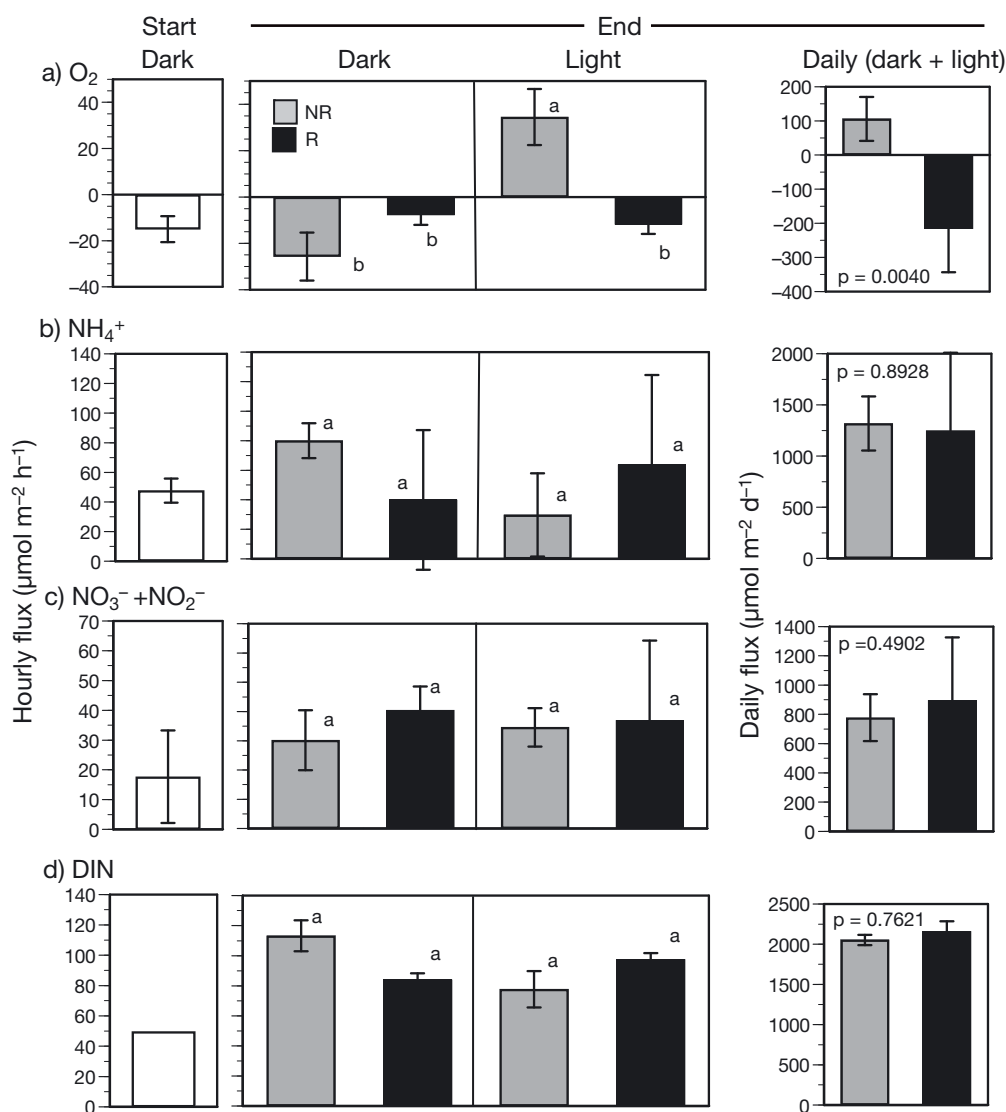 Start
End
Dark
Dark
Light
Daily (dark + light)
a) O₂
40
20
0
–20
–40
NR
R
a
b
b
b
200
100
0
–100
–200
–300
–400
p = 0.0040
b) NH₄⁺
140
120
100
80
60
40
20
0
a
a
a
a
2000
1500
1000
500
0
p = 0.8928
Hourly flux (µmol m⁻² h⁻¹)
Daily flux (µmol m⁻² d⁻¹)
c) NO₃⁻ +NO₂⁻
70
60
50
40
30
20
10
0
a
a
a
a
1400
1200
1000
800
600
400
200
0
p =0.4902
d) DIN
140
120
100
80
60
40
20
0
a
a
a
a
2500
2000
1500
1000
500
0
p = 0.7621